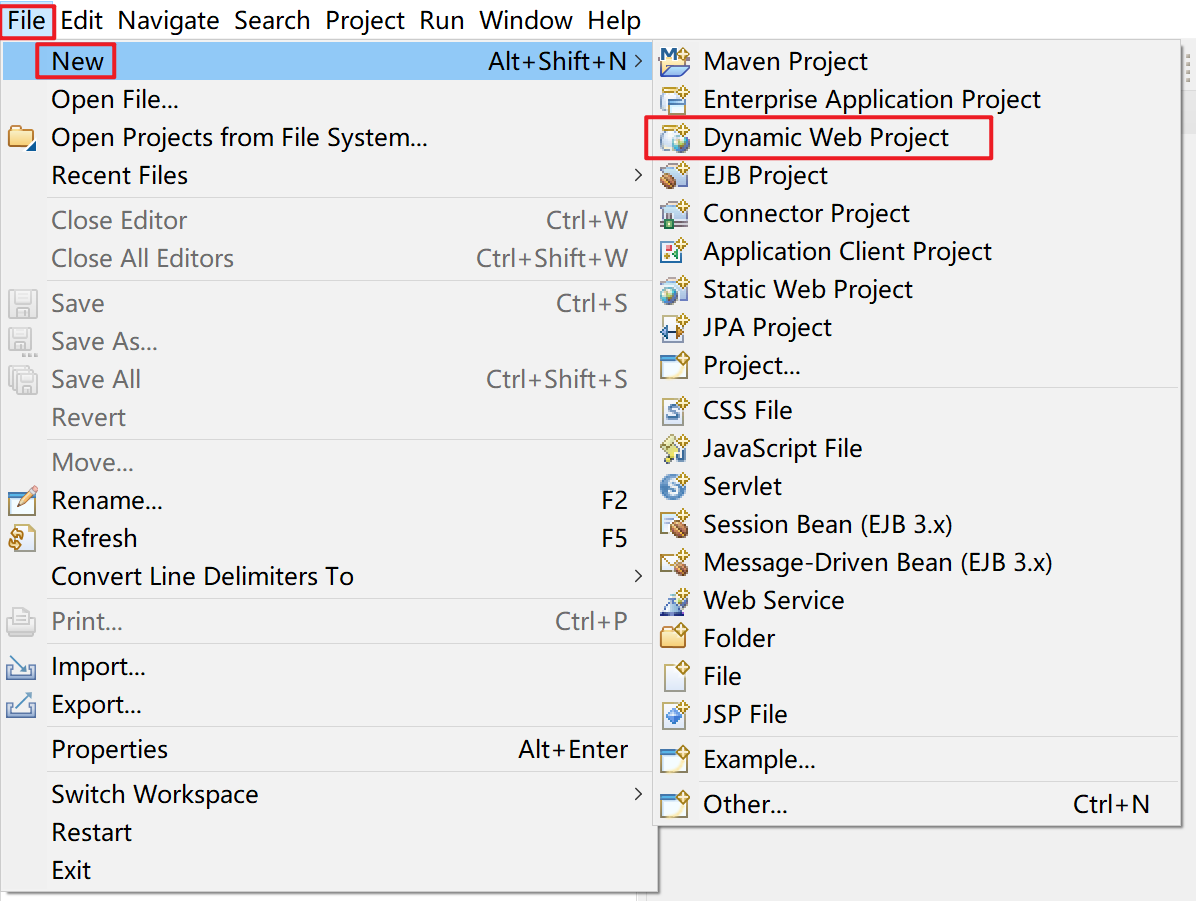 File Edit Navigate Search Project Run Window Help
New Alt+Shift+N
Open File...
Open Projects from File System...
Recent Files
Close Editor Ctrl+W
Close All Editors Ctrl+Shift+W
Save Ctrl+S
Save As...
Save All Ctrl+Shift+S
Revert
Move...
Rename... F2
Refresh F5
Convert Line Delimiters To
Print... Ctrl+P
Import...
Export...
Properties Alt+Enter
Switch Workspace
Restart
Exit
Maven Project
Enterprise Application Project
Dynamic Web Project
EJB Project
Connector Project
Application Client Project
Static Web Project
JPA Project
Project...
CSS File
JavaScript File
Servlet
Session Bean (EJB 3.x)
Message-Driven Bean (EJB 3.x)
Web Service
Folder
File
JSP File
Example...
Other... Ctrl+N